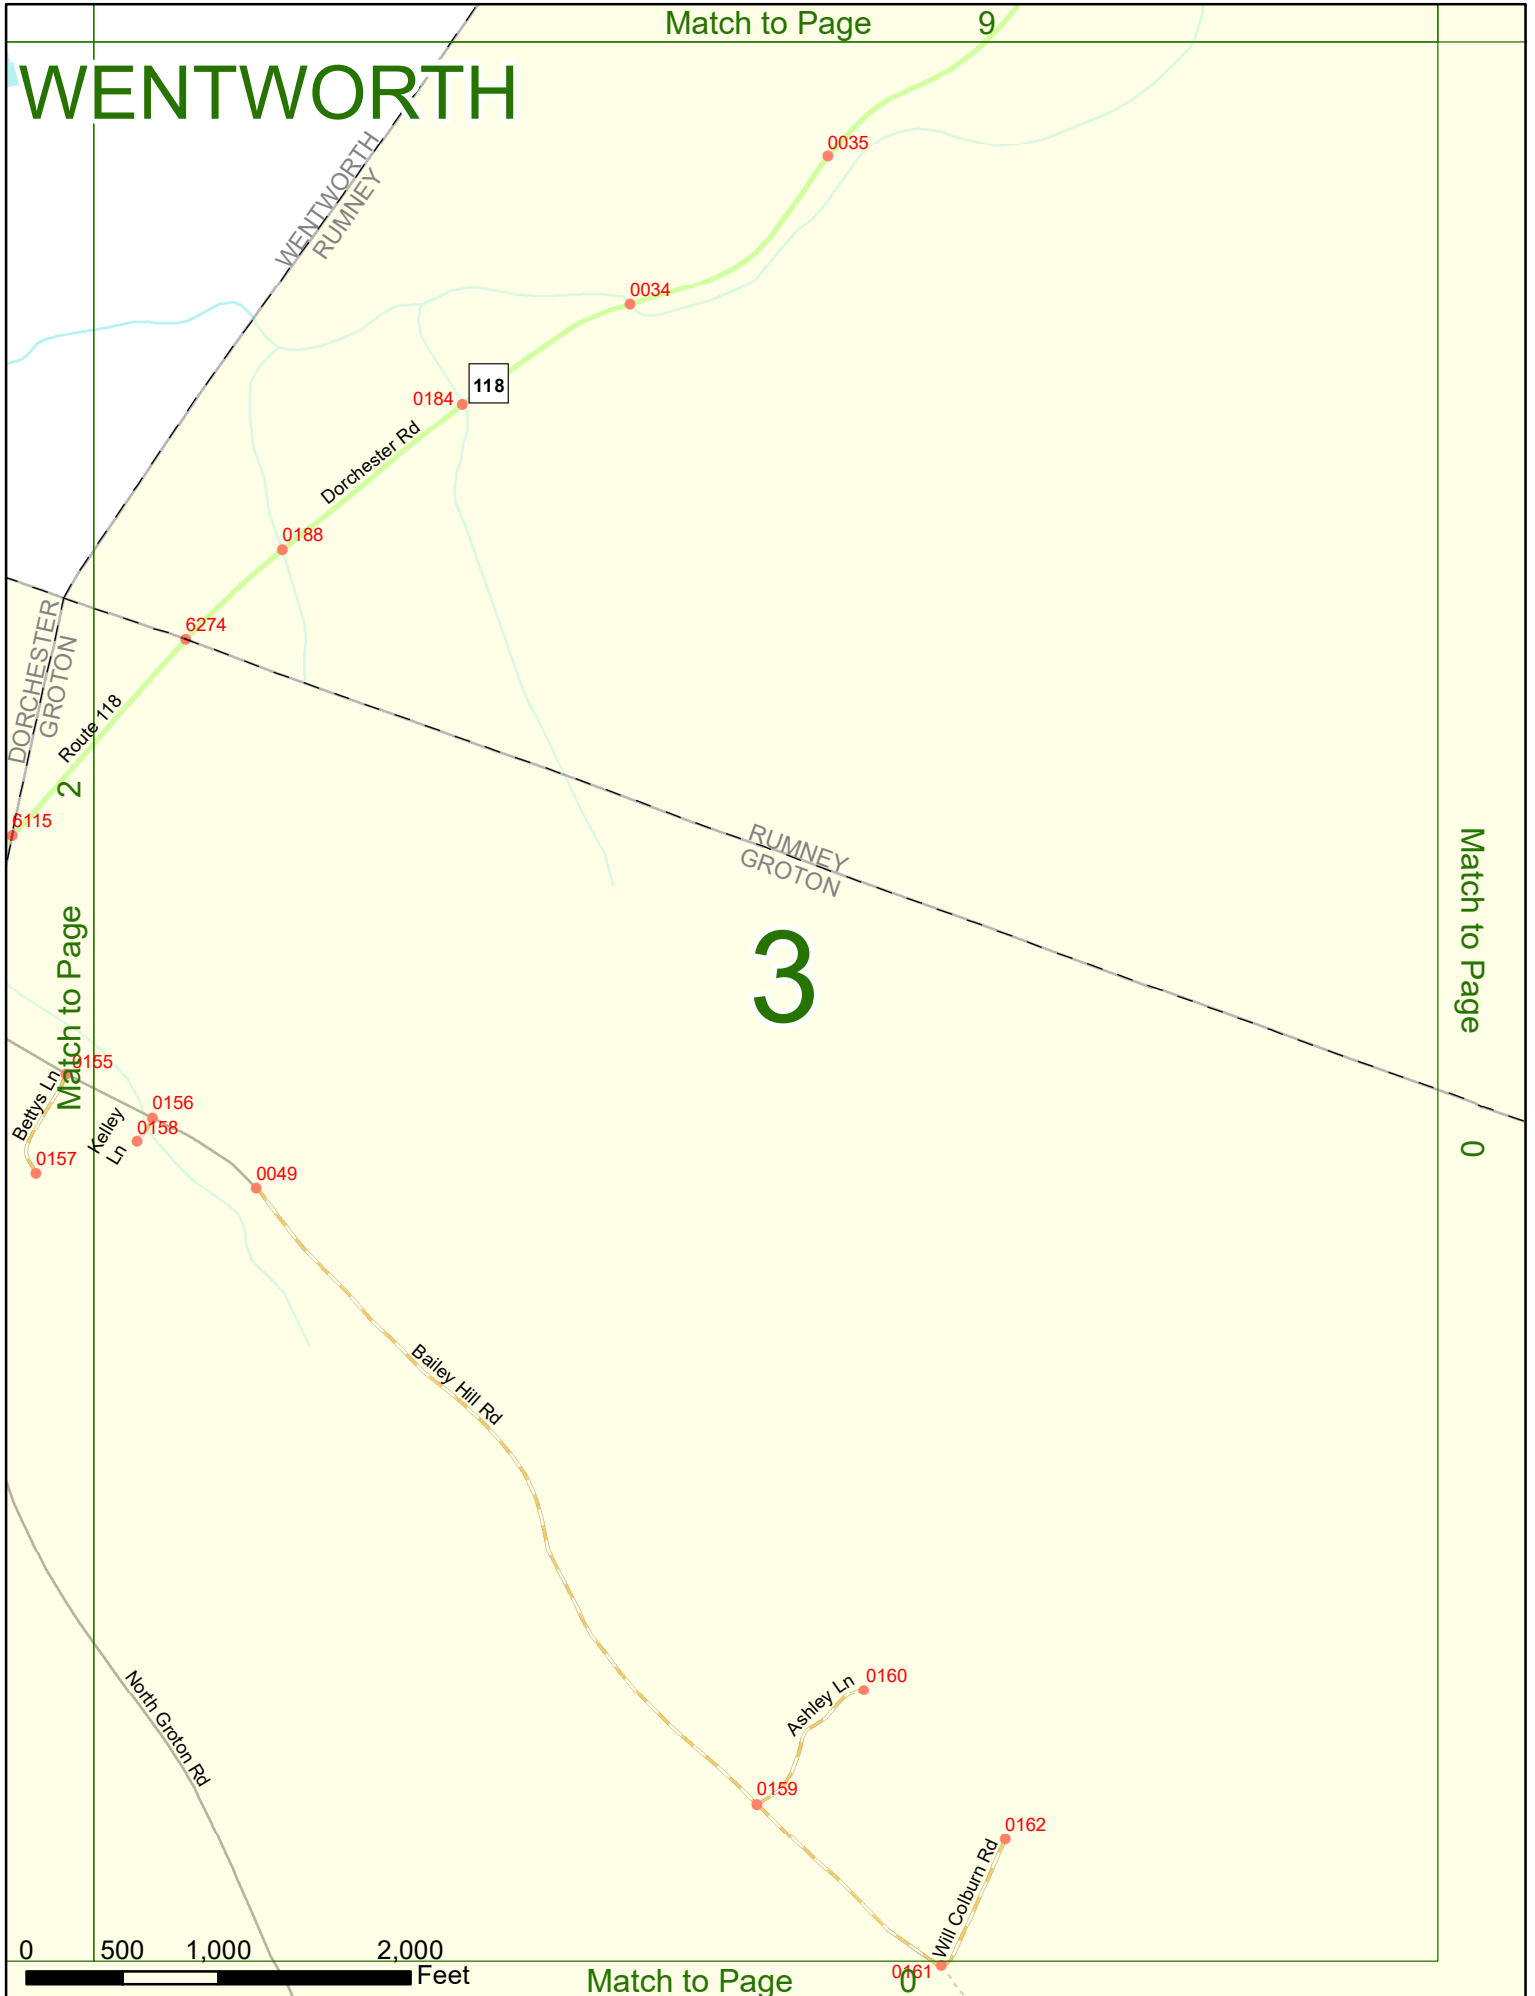 Match to Page 9
WENTWORTH
WENTWORTH
RUMNEY
0035
0034
118
0184
Dorchester Rd
0188
6274
DORCHESTER
GROTON
Route 118
6115
Match to Page 2
RUMNEY
GROTON
3
Match to Page 0
0155
Bettys Ln
0156
Kelley
Ln
0158
0157
0049
Bailey Hill Rd
North Groton Rd
Ashley Ln
0160
0159
0162
Will Colburn Rd
0161
0 500 1,000 2,000
Feet
Match to Page 0